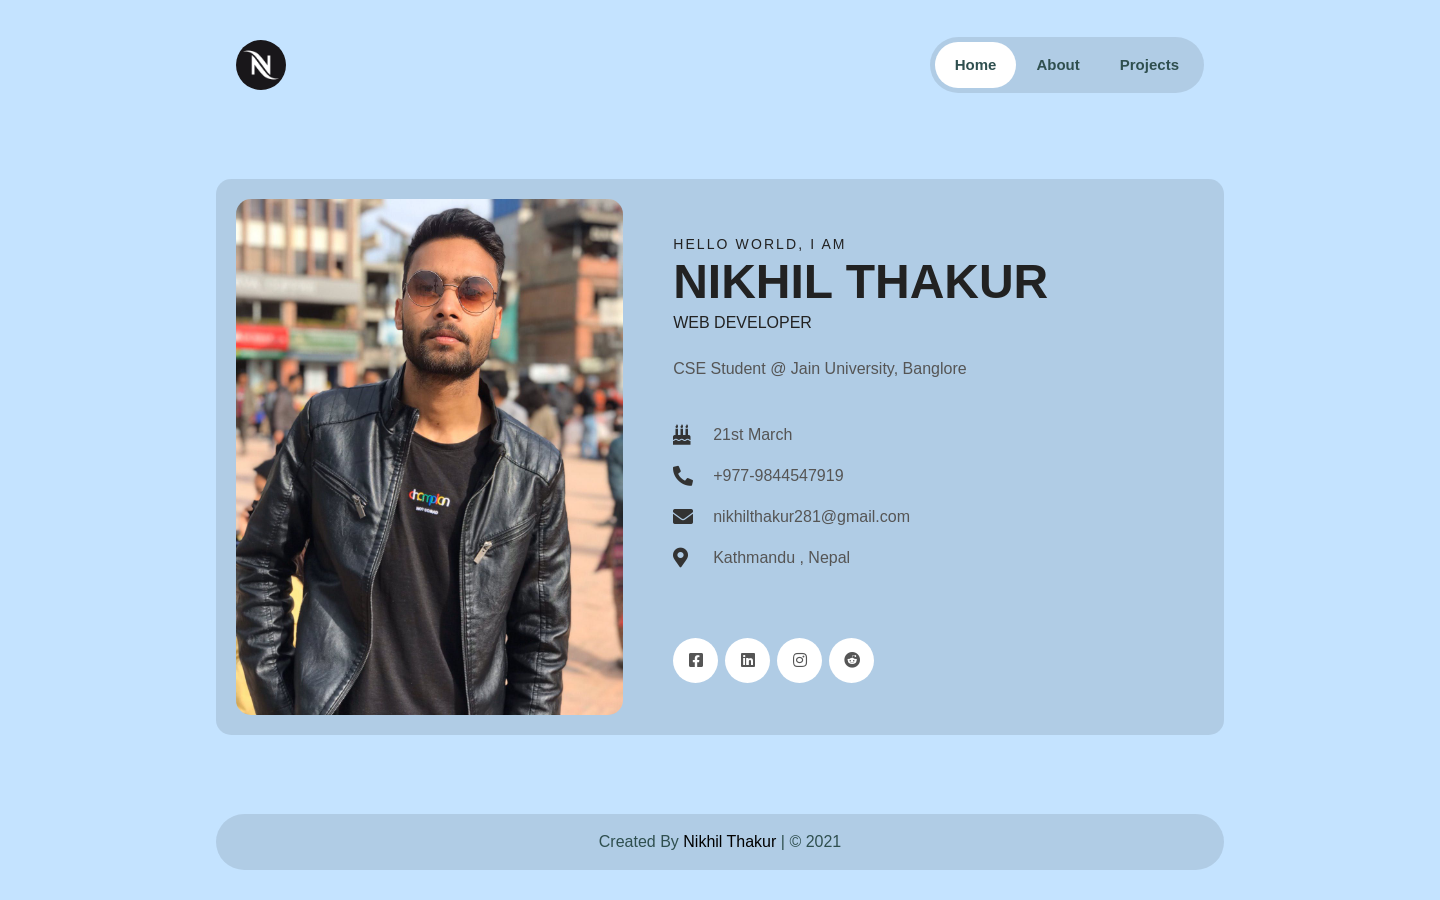 N
Home About Projects
HELLO WORLD, I AM
NIKHIL THAKUR
WEB DEVELOPER
CSE Student @ Jain University, Banglore
21st March
+977-9844547919
nikhilthakur281@gmail.com
Kathmandu , Nepal
champion
Created By Nikhil Thakur | © 2021